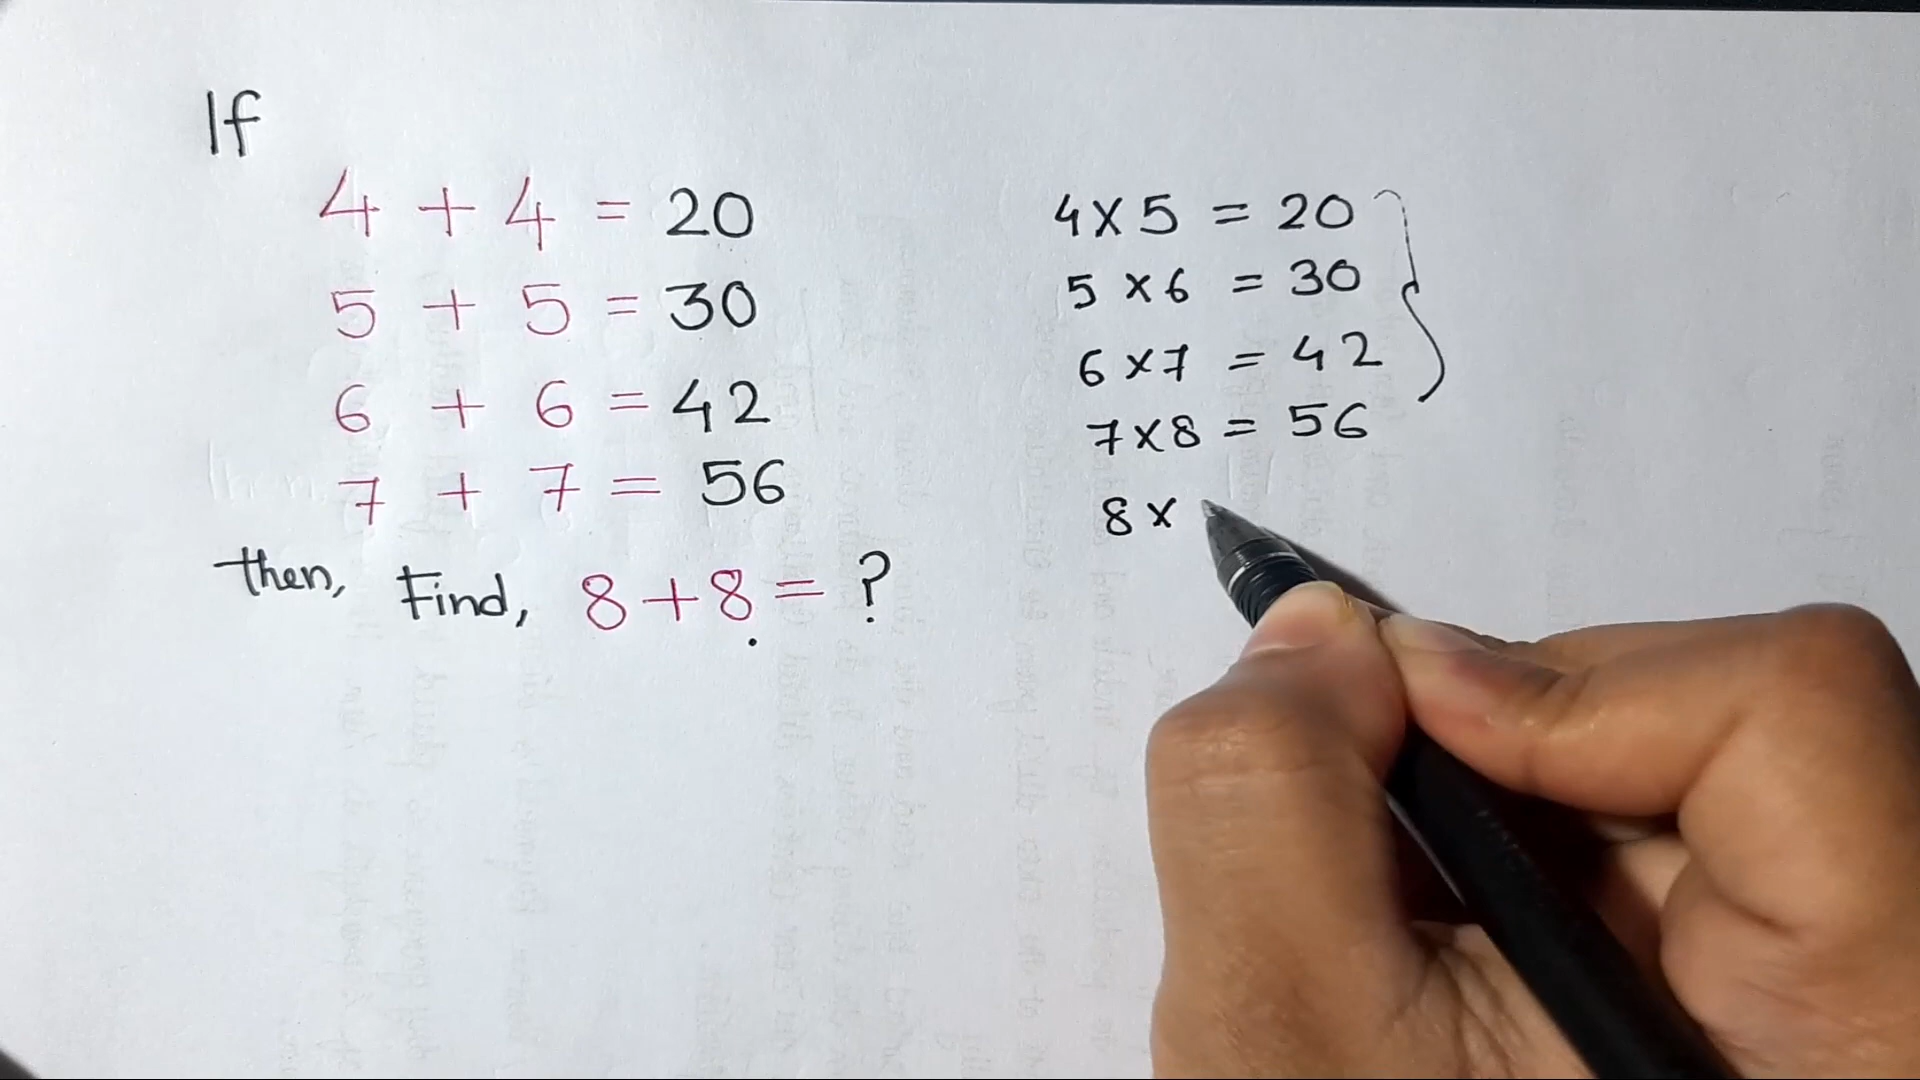 If
4 + 4 = 20
5 + 5 = 30
6 + 6 = 42
7 + 7 = 56
then, Find, 8+8 = ?
4 X 5 = 20
5 x 6 = 30
6 x 7 = 42
7 x 8 = 56
8 x